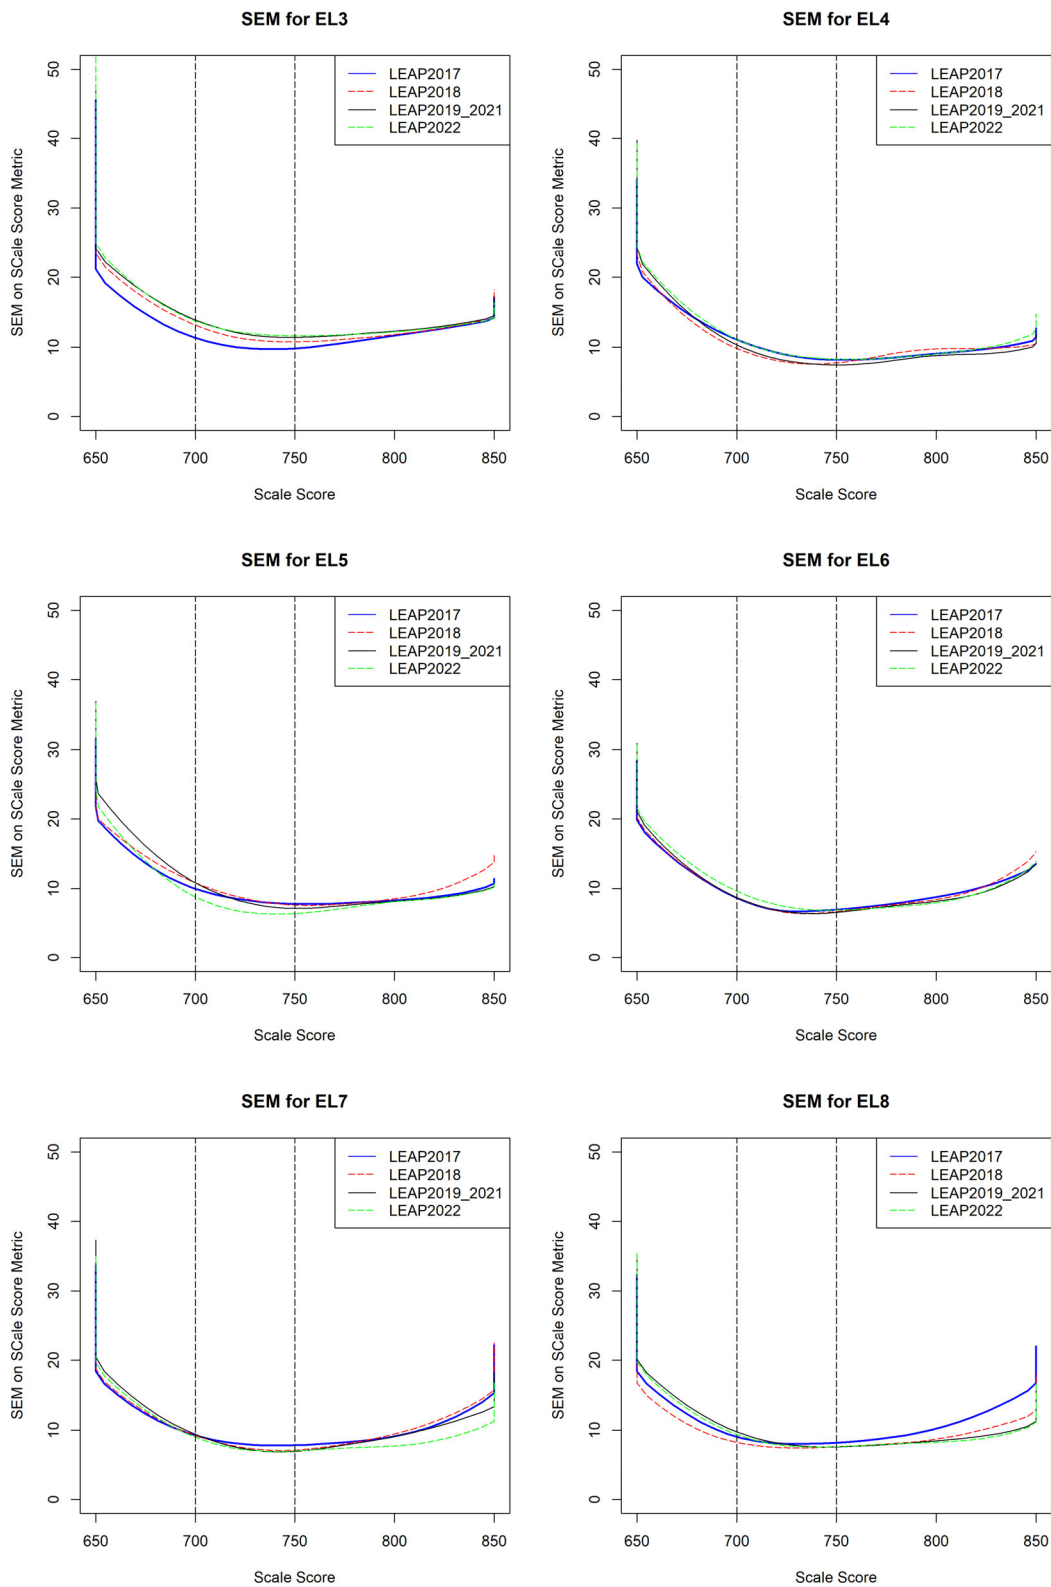 SEM for EL3
LEAP2017
LEAP2018
LEAP2019_2021
LEAP2022
SEM on SCale Score Metric
0
10
20
30
40
50
650
700
750
800
850
Scale Score
SEM for EL4
LEAP2017
LEAP2018
LEAP2019_2021
LEAP2022
SEM on SCale Score Metric
0
10
20
30
40
50
650
700
750
800
850
Scale Score
SEM for EL5
LEAP2017
LEAP2018
LEAP2019_2021
LEAP2022
SEM on SCale Score Metric
0
10
20
30
40
50
650
700
750
800
850
Scale Score
SEM for EL6
LEAP2017
LEAP2018
LEAP2019_2021
LEAP2022
SEM on SCale Score Metric
0
10
20
30
40
50
650
700
750
800
850
Scale Score
SEM for EL7
LEAP2017
LEAP2018
LEAP2019_2021
LEAP2022
SEM on SCale Score Metric
0
10
20
30
40
50
650
700
750
800
850
Scale Score
SEM for EL8
LEAP2017
LEAP2018
LEAP2019_2021
LEAP2022
SEM on SCale Score Metric
0
10
20
30
40
50
650
700
750
800
850
Scale Score